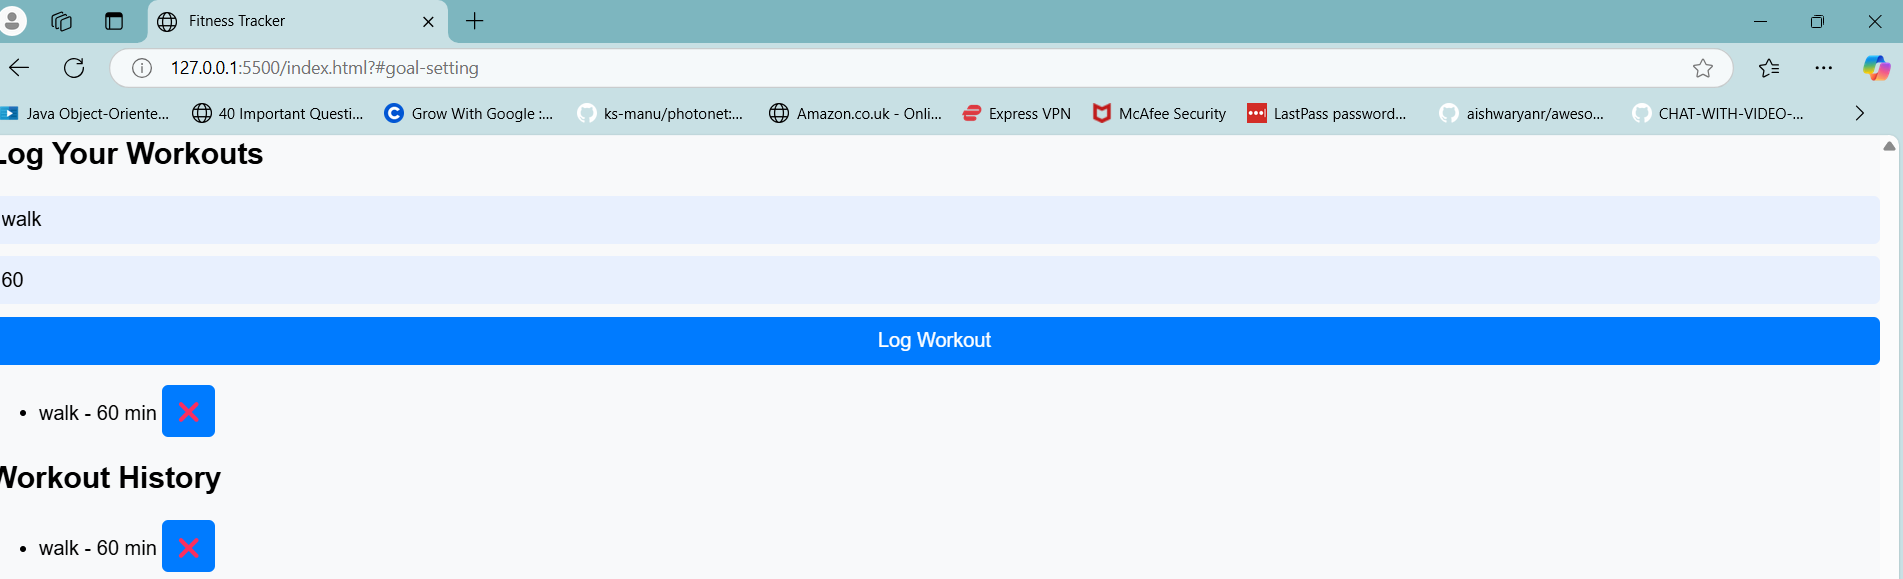 Fitness Tracker
127.0.0.1:5500/index.html?#goal-setting
Java Object-Oriente... 40 Important Questi... Grow With Google :... ks-manu/photonet:... Amazon.co.uk - Onli... Express VPN McAfee Security LastPass password... aishwaryanr/aweso... CHAT-WITH-VIDEO-...
Log Your Workouts
walk
60
Log Workout
• walk - 60 min
Workout History
• walk - 60 min